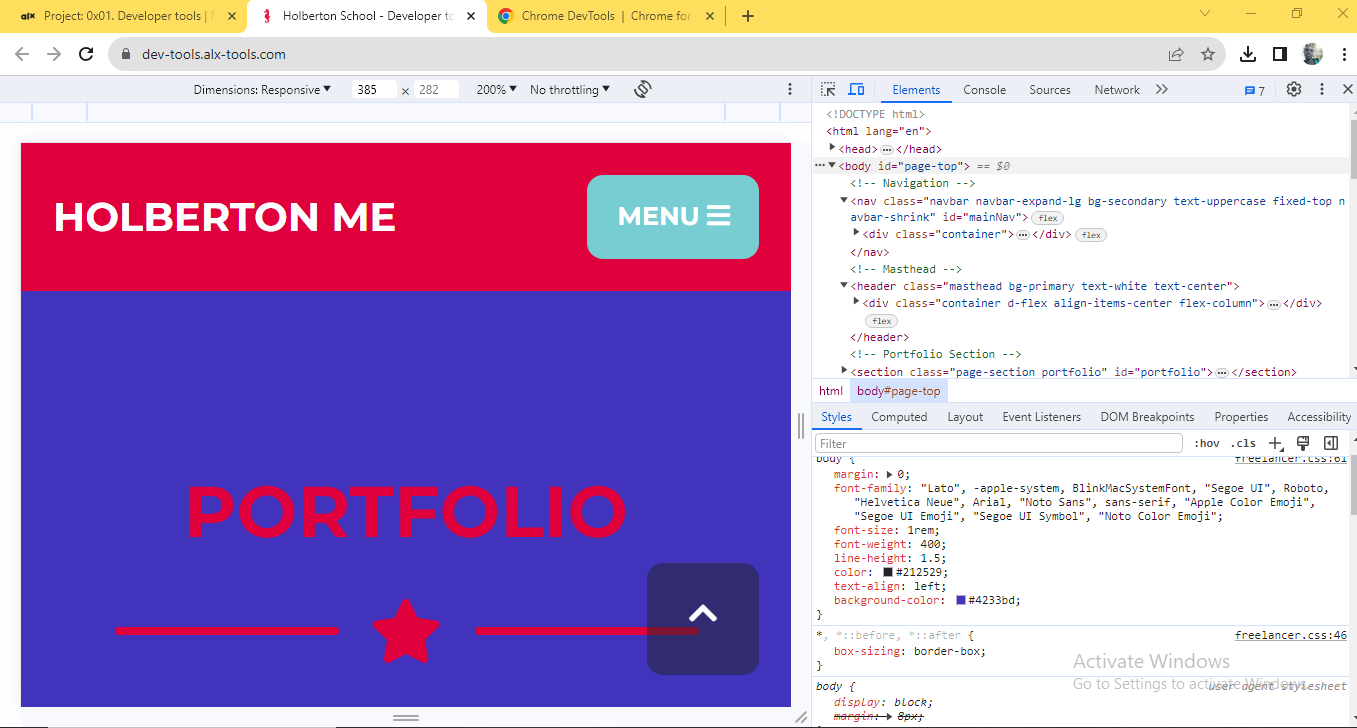 alx Project: 0x01. Developer tools |
Holberton School - Developer to
Chrome DevTools | Chrome for
dev-tools.alx-tools.com
Dimensions: Responsive 385 x 282 200% No throttling
Elements Console Sources Network 7
HOLBERTON ME
MENU
PORTFOLIO
<!DOCTYPE html>
<html lang="en">
<head> </head>
<body id="page-top"> == $0
<!-- Navigation -->
<nav class="navbar navbar-expand-lg bg-secondary text-uppercase fixed-top n
avbar-shrink" id="mainNav"> flex
<div class="container"> </div> flex
</nav>
<!-- Masthead -->
<header class="masthead bg-primary text-white text-center">
<div class="container d-flex align-items-center flex-column"> </div>
flex
</header>
<!-- Portfolio Section -->
<section class="page-section portfolio" id="portfolio"> </section>
html body#page-top
Styles Computed Layout Event Listeners DOM Breakpoints Properties Accessibility
Filter :hov .cls
body { freelancer.css:61
margin: 0;
font-family: "Lato", -apple-system, BlinkMacSystemFont, "Segoe UI", Roboto,
"Helvetica Neue", Arial, "Noto Sans", sans-serif, "Apple Color Emoji",
"Segoe UI Emoji", "Segoe UI Symbol", "Noto Color Emoji";
font-size: 1rem;
font-weight: 400;
line-height: 1.5;
color: #212529;
text-align: left;
background-color: #4233bd;
}
*, *::before, *::after { freelancer.css:46
box-sizing: border-box;
}
Activate Windows
Go to Settings to activate Windows.
body { user agent stylesheet
display: block;
margin: 8px;